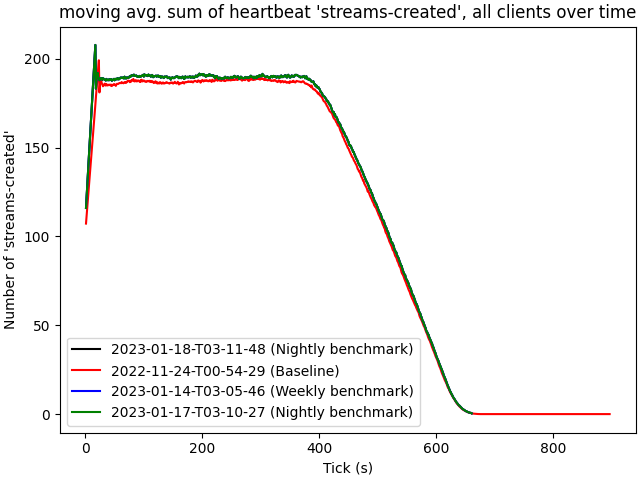 moving avg. sum of heartbeat 'streams-created', all clients over time
Number of 'streams-created'
200
150
100
50
0
2023-01-18-T03-11-48 (Nightly benchmark)
2022-11-24-T00-54-29 (Baseline)
2023-01-14-T03-05-46 (Weekly benchmark)
2023-01-17-T03-10-27 (Nightly benchmark)
0 200 400 600 800
Tick (s)